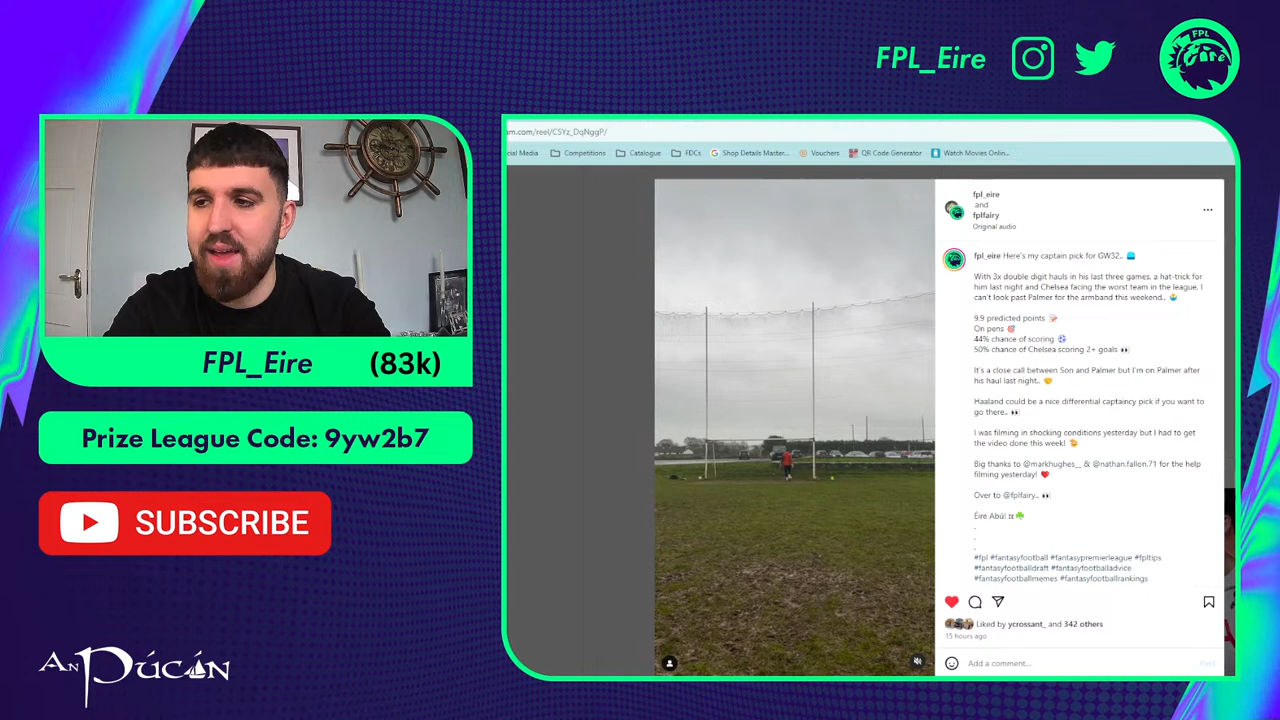 FPL_Eire
FPL
Eire
am.com/reel/C5Yz_DqNggP/
cial Media
Competitions
Catalogue
FDCs
Shop Details Master...
Vouchers
QR Code Generator
Watch Movies Onlin...
fpl_eire
and
fplfairy
Original audio
fpl_eire Here's my captain pick for GW32..
With 3x double digit hauls in his last three games, a hat-trick for
him last night and Chelsea facing the worst team in the league, I
can't look past Palmer for the armband this weekend..
9.9 predicted points
On pens
44% chance of scoring
50% chance of Chelsea scoring 2+ goals
It's a close call between Son and Palmer but I'm on Palmer after
his haul last night..
Haaland could be a nice differential captaincy pick if you want to
go there..
I was filming in shocking conditions yesterday but I had to get
the video done this week!
Big thanks to @markhughes__ & @nathan.fallon.71 for the help
filming yesterday!
Over to @fplfairy..
Éire Abú!
.
.
.
#fpl #fantasyfootball #fantasypremierleague #fpltips
#fantasyfootballdraft #fantasyfootballadvice
#fantasyfootballmemes #fantasyfootballrankings
Liked by ycrossant_ and 342 others
15 hours ago
Add a comment...
Post
FPL_Eire (83k)
Prize League Code: 9yw2b7
SUBSCRIBE
An Púcán